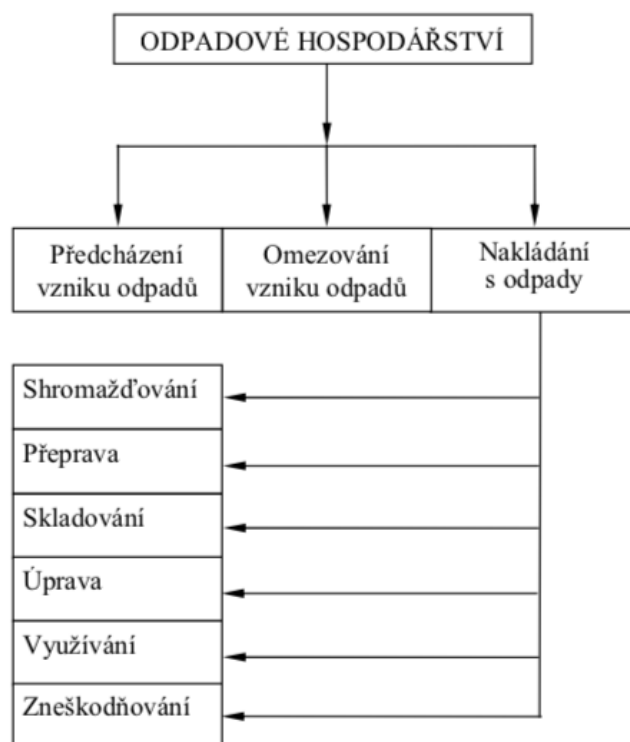 ODPADOVÉ HOSPODÁŘSTVÍ
Předcházení
vzniku odpadů
Omezování
vzniku odpadů
Nakládání
s odpady
Shromažďování
Přeprava
Skladování
Úprava
Využívání
Zneškodňování